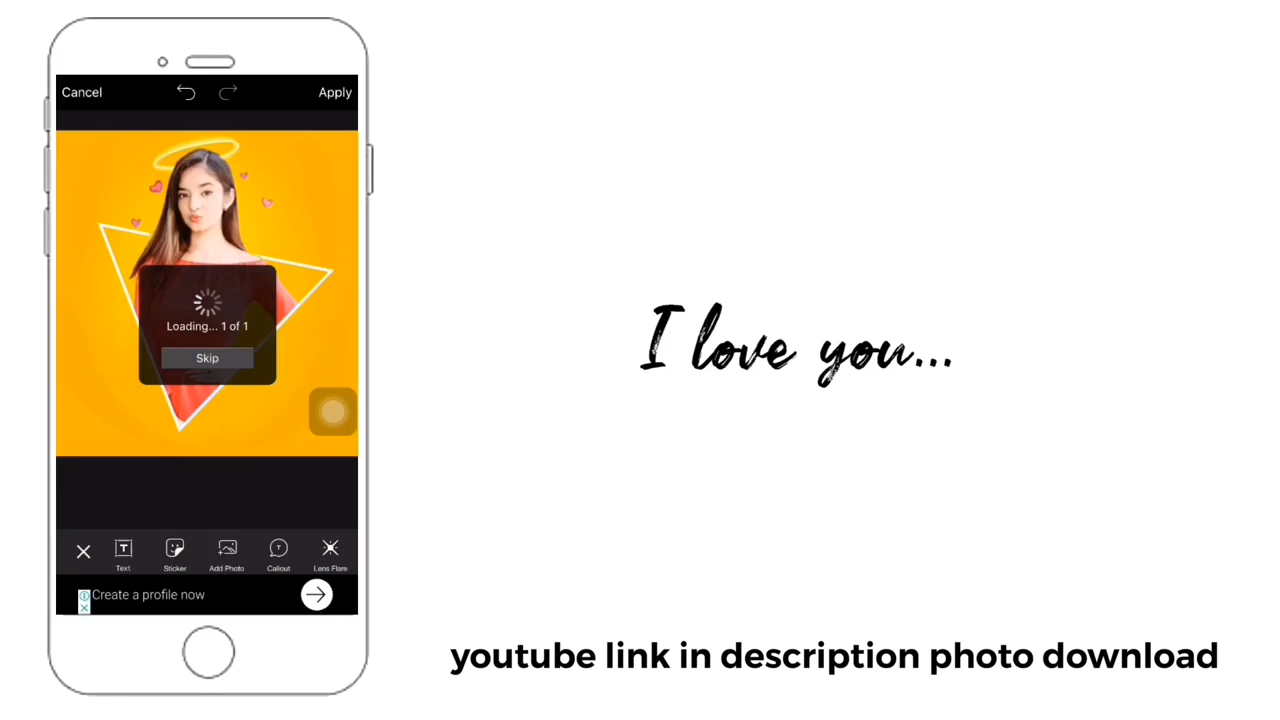 Cancel
Apply
Loading... 1 of 1
Skip
Text
Sticker
Add Photo
Callout
Lens Flare
Create a profile now
I love you...
youtube link in description photo download